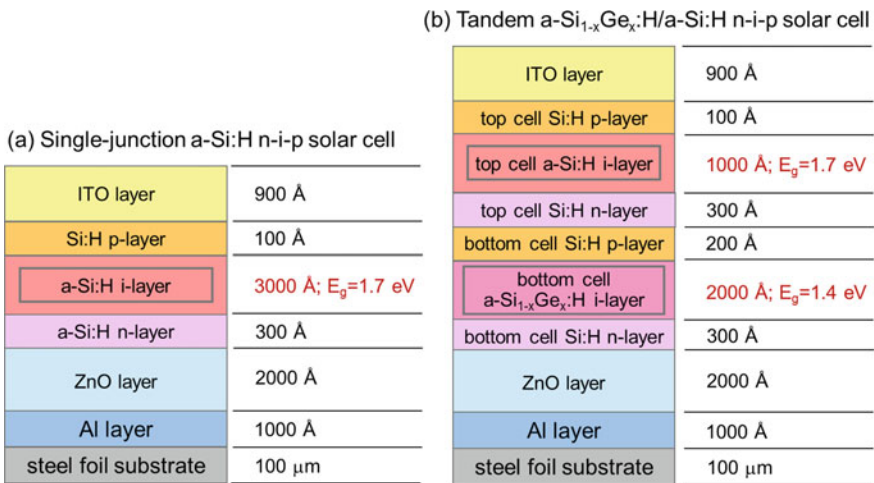 (b) Tandem a-Si₁₋ₓGeₓ:H/a-Si:H n-i-p solar cell
ITO layer 900 Å
top cell Si:H p-layer 100 Å
top cell a-Si:H i-layer 1000 Å; E_g=1.7 eV
top cell Si:H n-layer 300 Å
bottom cell Si:H p-layer 200 Å
bottom cell
a-Si₁₋ₓGeₓ:H i-layer 2000 Å; E_g=1.4 eV
bottom cell Si:H n-layer 300 Å
ZnO layer 2000 Å
Al layer 1000 Å
steel foil substrate 100 μm
(a) Single-junction a-Si:H n-i-p solar cell
ITO layer 900 Å
Si:H p-layer 100 Å
a-Si:H i-layer 3000 Å; E_g=1.7 eV
a-Si:H n-layer 300 Å
ZnO layer 2000 Å
Al layer 1000 Å
steel foil substrate 100 μm